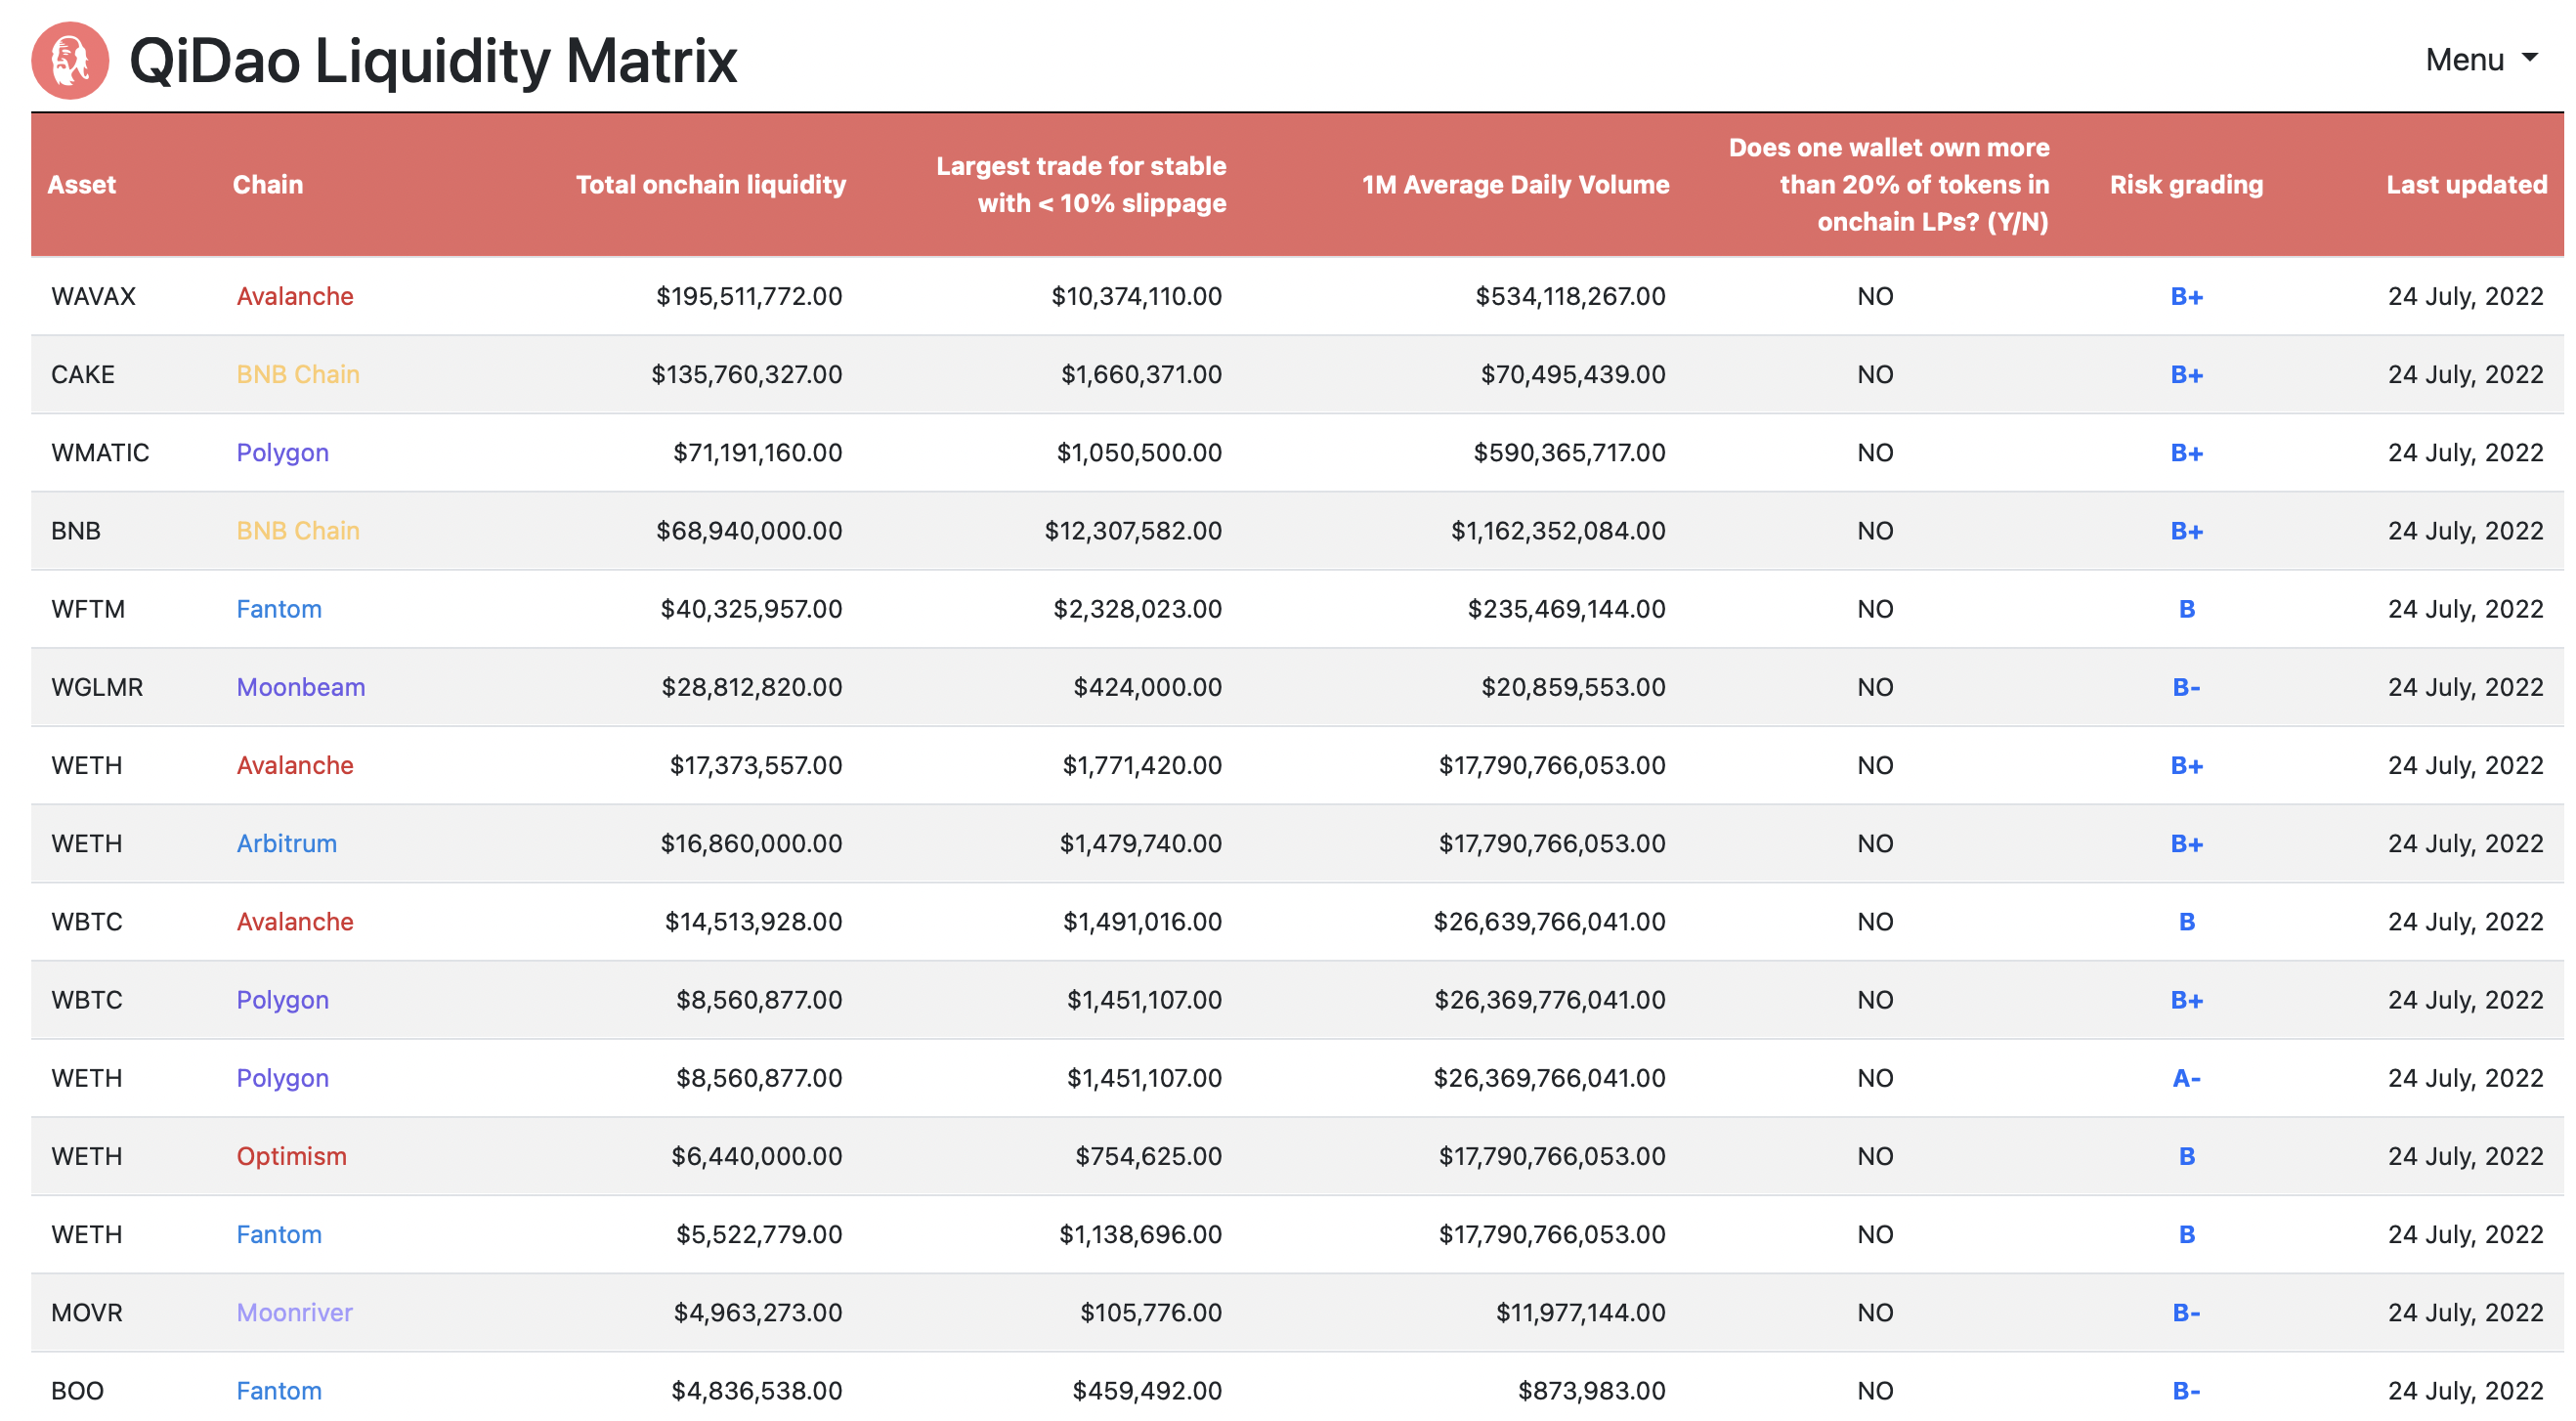 QiDao Liquidity Matrix
Menu
Asset Chain Total onchain liquidity Largest trade for stable with < 10% slippage 1M Average Daily Volume Does one wallet own more than 20% of tokens in onchain LPs? (Y/N) Risk grading Last updated
WAVAX Avalanche $195,511,772.00 $10,374,110.00 $534,118,267.00 NO B+ 24 July, 2022
CAKE BNB Chain $135,760,327.00 $1,660,371.00 $70,495,439.00 NO B+ 24 July, 2022
WMATIC Polygon $71,191,160.00 $1,050,500.00 $590,365,717.00 NO B+ 24 July, 2022
BNB BNB Chain $68,940,000.00 $12,307,582.00 $1,162,352,084.00 NO B+ 24 July, 2022
WFTM Fantom $40,325,957.00 $2,328,023.00 $235,469,144.00 NO B 24 July, 2022
WGLMR Moonbeam $28,812,820.00 $424,000.00 $20,859,553.00 NO B- 24 July, 2022
WETH Avalanche $17,373,557.00 $1,771,420.00 $17,790,766,053.00 NO B+ 24 July, 2022
WETH Arbitrum $16,860,000.00 $1,479,740.00 $17,790,766,053.00 NO B+ 24 July, 2022
WBTC Avalanche $14,513,928.00 $1,491,016.00 $26,639,766,041.00 NO B 24 July, 2022
WBTC Polygon $8,560,877.00 $1,451,107.00 $26,369,776,041.00 NO B+ 24 July, 2022
WETH Polygon $8,560,877.00 $1,451,107.00 $26,369,766,041.00 NO A- 24 July, 2022
WETH Optimism $6,440,000.00 $754,625.00 $17,790,766,053.00 NO B 24 July, 2022
WETH Fantom $5,522,779.00 $1,138,696.00 $17,790,766,053.00 NO B 24 July, 2022
MOVR Moonriver $4,963,273.00 $105,776.00 $11,977,144.00 NO B- 24 July, 2022
BOO Fantom $4,836,538.00 $459,492.00 $873,983.00 NO B- 24 July, 2022